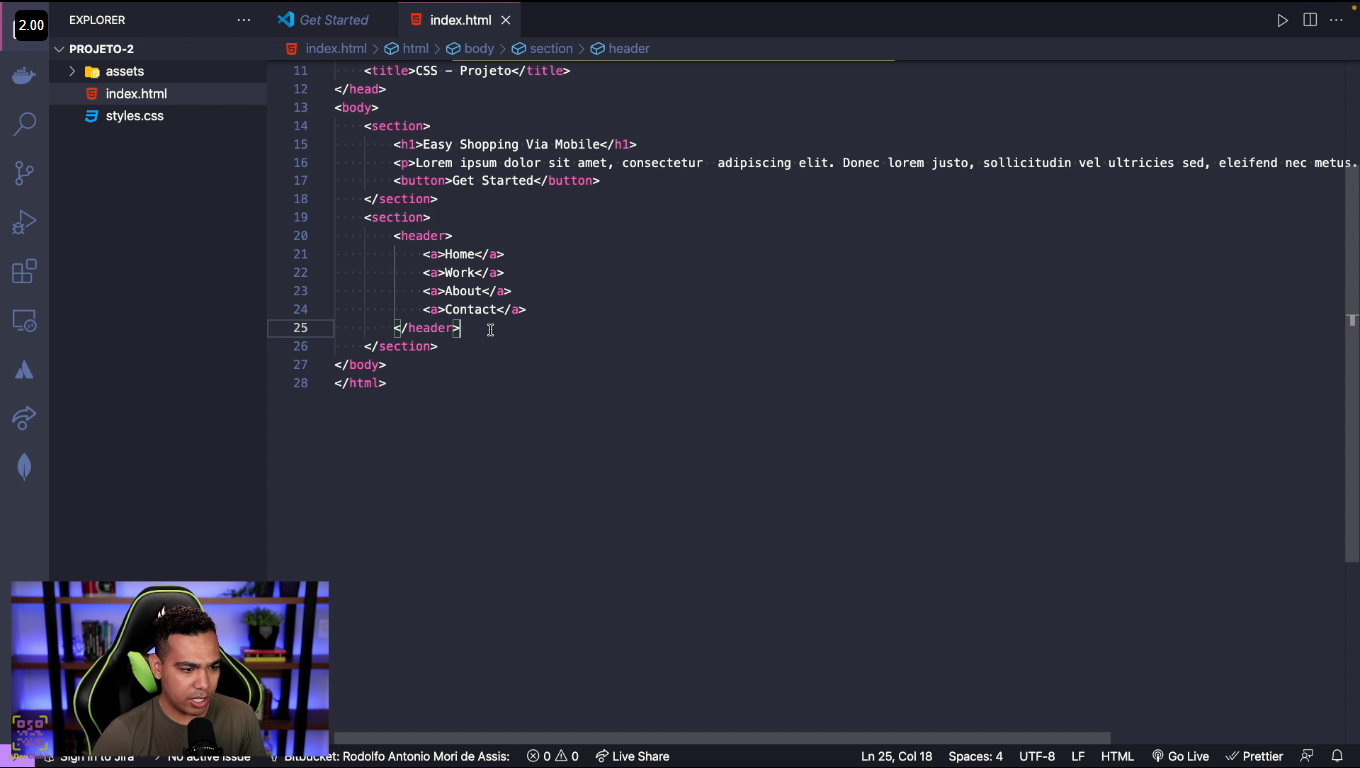 2.00
EXPLORER
Get Started
index.html
PROJETO-2
index.html > html > body > section > header
assets
index.html
styles.css
11 <title>CSS - Projeto</title>
12 </head>
13 <body>
14 <section>
15 <h1>Easy Shopping Via Mobile</h1>
16 <p>Lorem ipsum dolor sit amet, consectetur  adipiscing elit. Donec lorem justo, sollicitudin vel ultricies sed, eleifend nec metus.
17 <button>Get Started</button>
18 </section>
19 <section>
20 <header>
21 <a>Home</a>
22 <a>Work</a>
23 <a>About</a>
24 <a>Contact</a>
25 </header>
26 </section>
27 </body>
28 </html>
Sign in to Jira No active issue Bitbucket: Rodolfo Antonio Mori de Assis: 0 0 Live Share Ln 25, Col 18 Spaces: 4 UTF-8 LF HTML Go Live Prettier